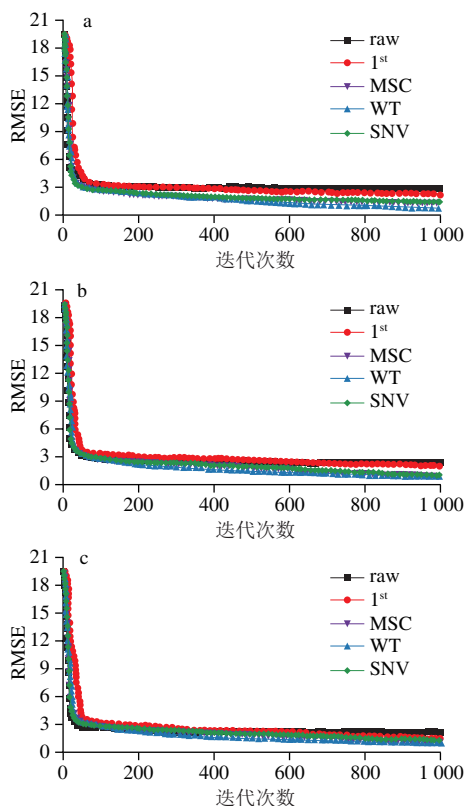 21
a
18
15
12
9
6
3
0
RMSE
raw
1st
MSC
WT
SNV
0 200 400 600 800 1 000
迭代次数
21
b
18
15
12
9
6
3
0
RMSE
raw
1st
MSC
WT
SNV
0 200 400 600 800 1 000
迭代次数
21
c
18
15
12
9
6
3
0
RMSE
raw
1st
MSC
WT
SNV
0 200 400 600 800 1 000
迭代次数